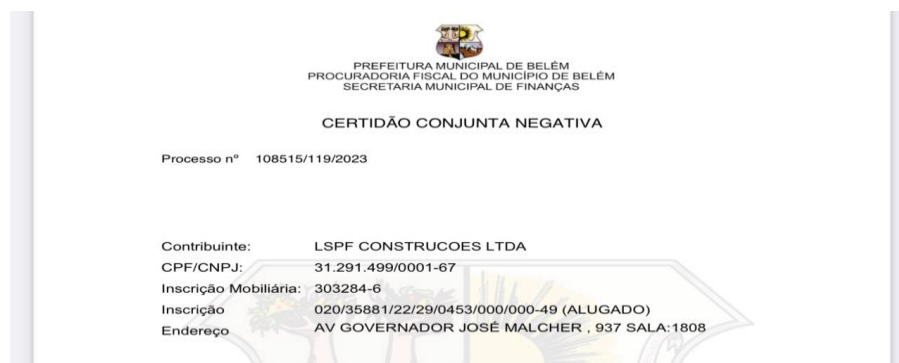 PREFEITURA MUNICIPAL DE BELÉM
PROCURADORIA FISCAL DO MUNICÍPIO DE BELÉM
SECRETARIA MUNICIPAL DE FINANÇAS
CERTIDÃO CONJUNTA NEGATIVA
Processo nº 108515/119/2023
Contribuinte: LSPF CONSTRUCOES LTDA
CPF/CNPJ: 31.291.499/0001-67
Inscrição Mobiliária: 303284-6
Inscrição 020/35881/22/29/0453/000/000-49 (ALUGADO)
Endereço AV GOVERNADOR JOSÉ MALCHER , 937 SALA:1808